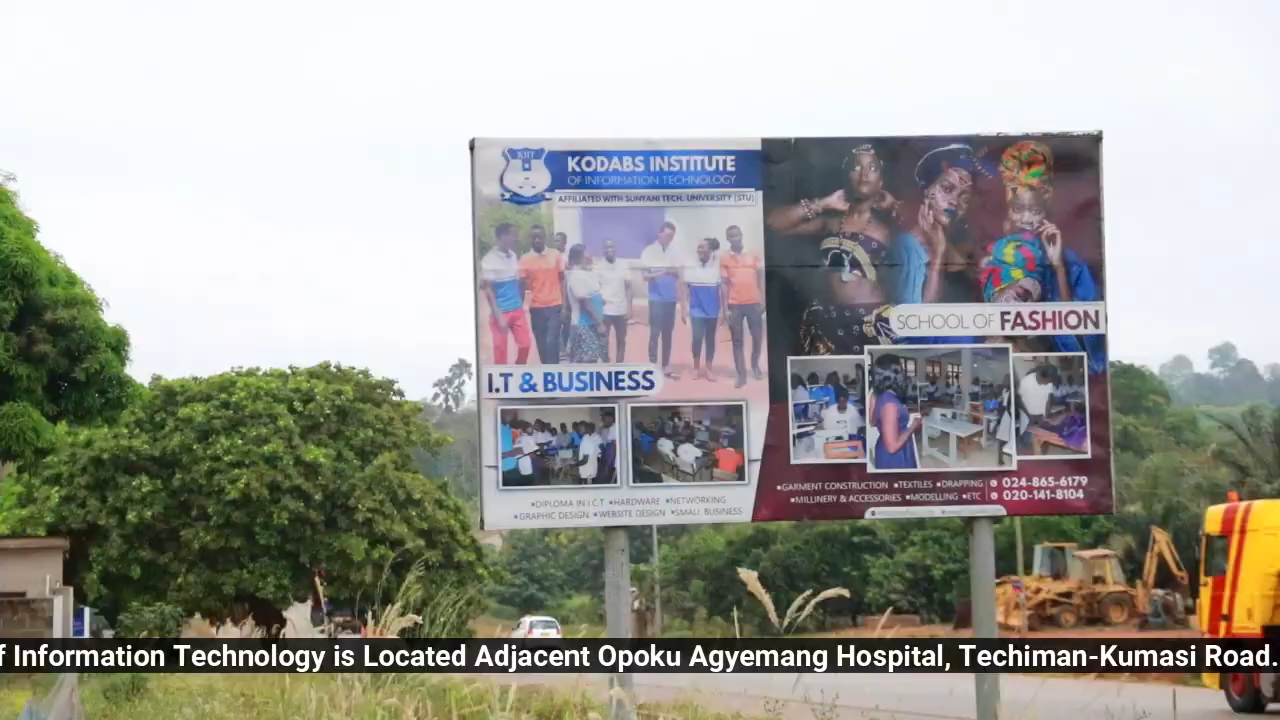 KIIT
KODABS INSTITUTE
OF INFORMATION TECHNOLOGY
AFFILIATED WITH SUNYANI TECH. UNIVERSITY (STU)
I.T & BUSINESS
▪DIPLOMA IN I.C.T ▪HARDWARE ▪NETWORKING
▪GRAPHIC DESIGN ▪WEBSITE DESIGN ▪SMALL BUSINESS
SCHOOL OF FASHION
▪GARMENT CONSTRUCTION ▪TEXTILES ▪DRAPPING
▪MILLINERY & ACCESSORIES ▪MODELLING ▪ETC
024-865-6179
020-141-8104
f Information Technology is Located Adjacent Opoku Agyemang Hospital, Techiman-Kumasi Road.